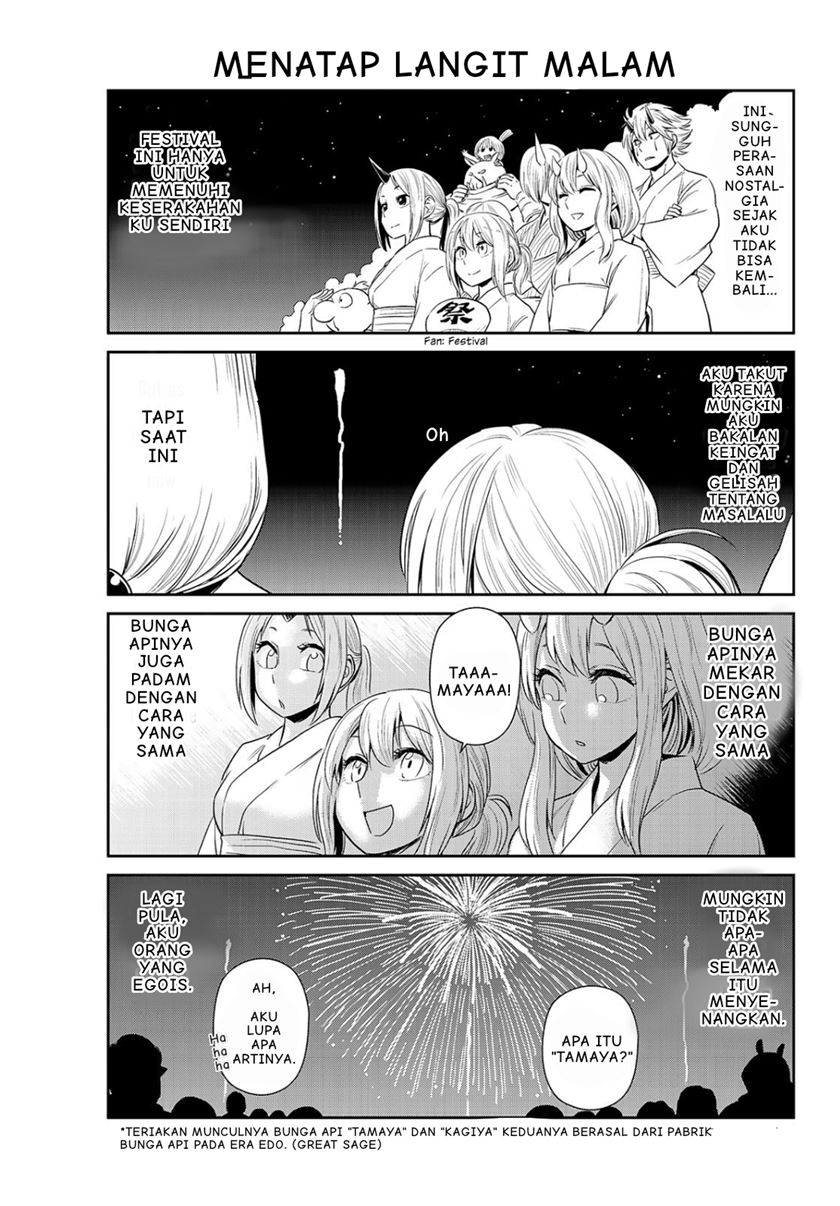 MENATAP LANGIT MALAM
INI
SUNG-
GUH
PERA-
SAAN
NOSTAL-
GIA
SEJAK
AKU
TIDAK
BISA
KEM-
BALI...
FESTIVAL
INI HANYA
UNTUK
MEMENUHI
KESERAKAHAN
KU SENDIRI
祭
Fan: Festival
AKU TAKUT
KARENA
MUNGKIN
AKU
BAKALAN
KEINGAT
DAN
GELISAH
TENTANG
MASALALU
Oh
But as
TAPI
SAAT
INI
now
BUNGA
APINYA
MEKAR
DENGAN
CARA
YANG
SAMA
TAAA-
MAYAAA!
BUNGA
APINYA
JUGA
PADAM
DENGAN
CARA
YANG
SAMA
MUNGKIN
TIDAK
APA-
APA
SELAMA
ITU
MENYE-
NANGKAN.
APA ITU
"TAMAYA?"
AH,
AKU
LUPA
APA
ARTINYA.
Ha
ha
ha
LAGI
PULA,
AKU
ORANG
YANG
EGOIS.
*TERIAKAN MUNCULNYA BUNGA API "TAMAYA" DAN "KAGIYA" KEDUANYA BERASAL DARI PABRIK
BUNGA API PADA ERA EDO. (GREAT SAGE)